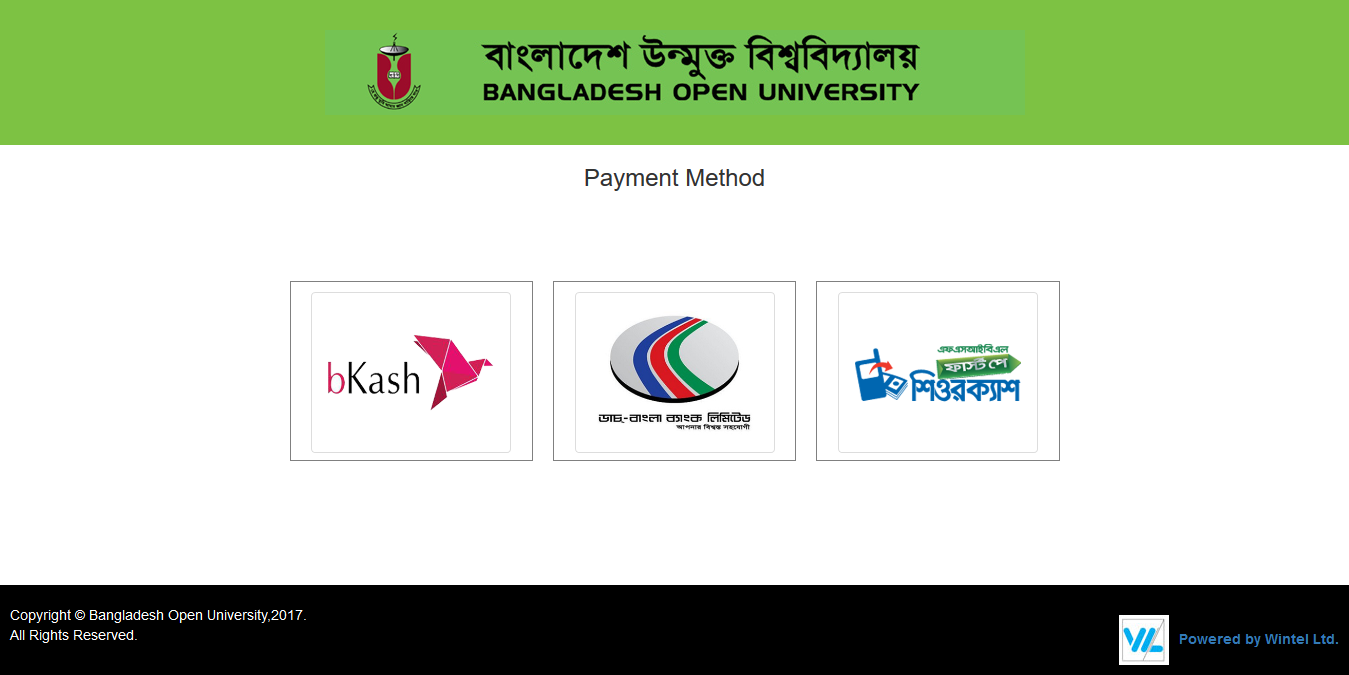 বাংলাদেশ উন্মুক্ত বিশ্ববিদ্যালয়
BANGLADESH OPEN UNIVERSITY
Payment Method
bKash
ডাচ্-বাংলা ব্যাংক লিমিটেড
আপনার বিশ্বস্ত সহযোগী
এফএসআইবিএল
ফার্স্ট পে
শিওরক্যাশ
Copyright © Bangladesh Open University,2017.
All Rights Reserved.
Powered by Wintel Ltd.